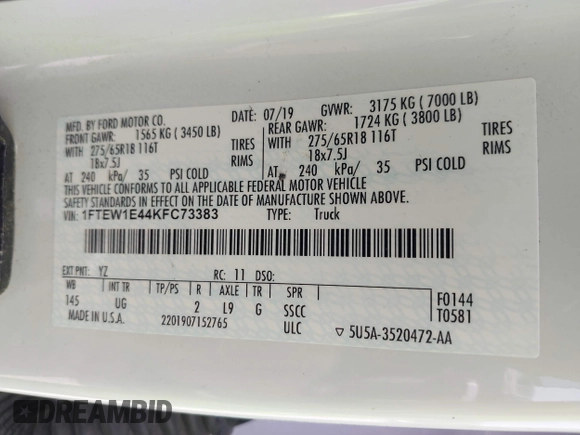 MFD. BY FORD MOTOR CO.
DATE: 07/19 GVWR: 3175 KG ( 7000 LB)
FRONT GAWR: 1565 KG ( 3450 LB) REAR GAWR: 1724 KG ( 3800 LB)
WITH 275/65R18 116T TIRES WITH 275/65R18 116T TIRES
18x7.5J RIMS 18x7.5J RIMS
AT 240 kPa/ 35 PSI COLD AT 240 kPa/ 35 PSI COLD
THIS VEHICLE CONFORMS TO ALL APPLICABLE FEDERAL MOTOR VEHICLE
SAFETY STANDARDS IN EFFECT ON THE DATE OF MANUFACTURE SHOWN ABOVE.
VIN: 1FTEW1E44KFC73383 TYPE: Truck
EXT PNT: YZ RC: 11 DSO:
WB INT TR TP/PS R AXLE TR SPR
145 UG 2 L9 G SSCC
F0144
T0581
MADE IN U.S.A. 2201907152765 ULC ▽ 5U5A-3520472-AA
DREAMBID